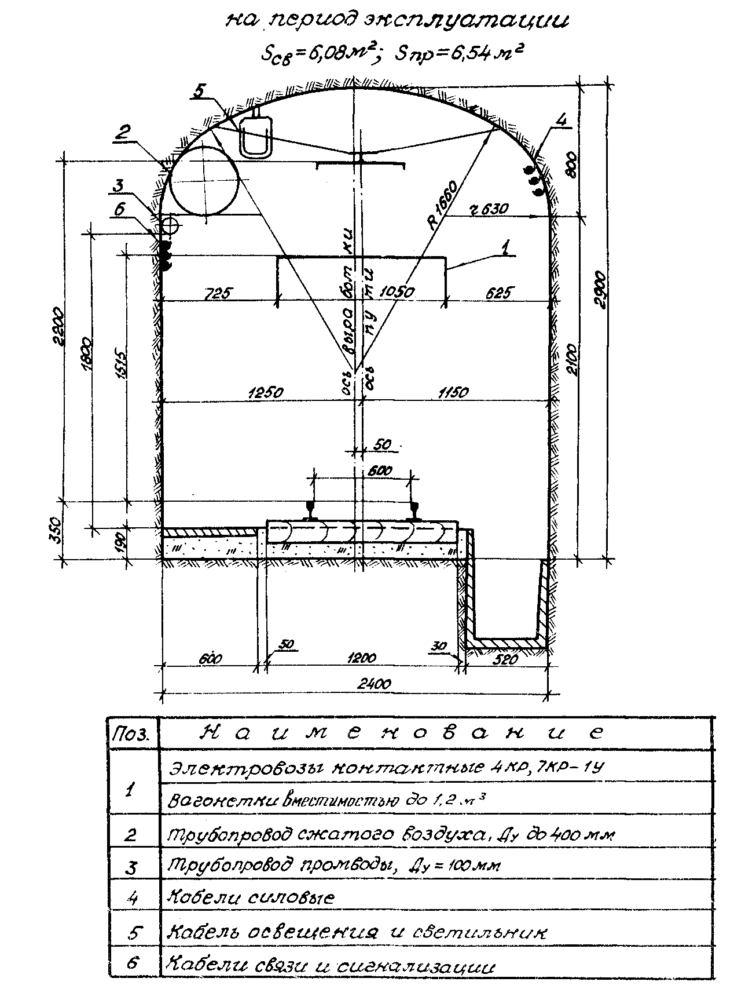 на период эксплуатации
Sсв=6,08м²; Sпр=6,54м²
5
2
4
3
6
800
R 1660
r 630
1
725
1050
625
2900
ось выработки
ось пути
2200
1800
1515
2100
1250
1150
50
600
350
190
50
30
600
1200
520
2400
Поз. Наименование
1 Электровозы контактные 4КР, 7КР-1У
Вагонетки вместимостью до 1,2 м³
2 Трубопровод сжатого воздуха, Ду до 400 мм
3 Трубопровод промводы, Ду = 100 мм
4 Кабели силовые
5 Кабель освещения и светильник
6 Кабели связи и сигнализации